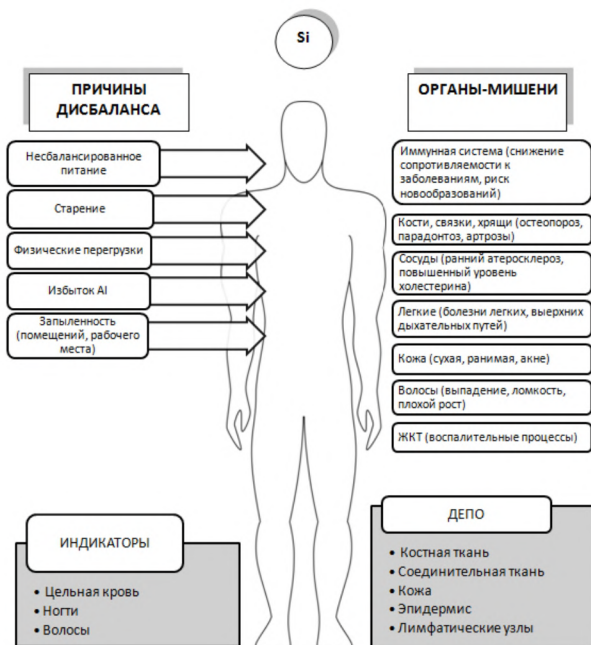 Si
ПРИЧИНЫ
ДИСБАЛАНСА
Несбалансированное
питание
Старение
Физические перегрузки
Избыток Al
Запыленность
(помещений, рабочего
места)
ОРГАНЫ-МИШЕНИ
Иммунная система (снижение
сопротивляемости к
заболеваниям, риск
новообразований)
Кости, связки, хрящи (остеопороз,
парадонтоз, артрозы)
Сосуды (ранний атеросклероз,
повышенный уровень
холестерина)
Легкие (болезни легких, выерхних
дыхательных путей)
Кожа (сухая, ранимая, акне)
Волосы (выпадение, ломкость,
плохой рост)
ЖКТ (воспалительные процессы)
ИНДИКАТОРЫ
• Цельная кровь
• Ногти
• Волосы
ДЕПО
• Костная ткань
• Соединительная ткань
• Кожа
• Эпидермис
• Лимфатические узлы